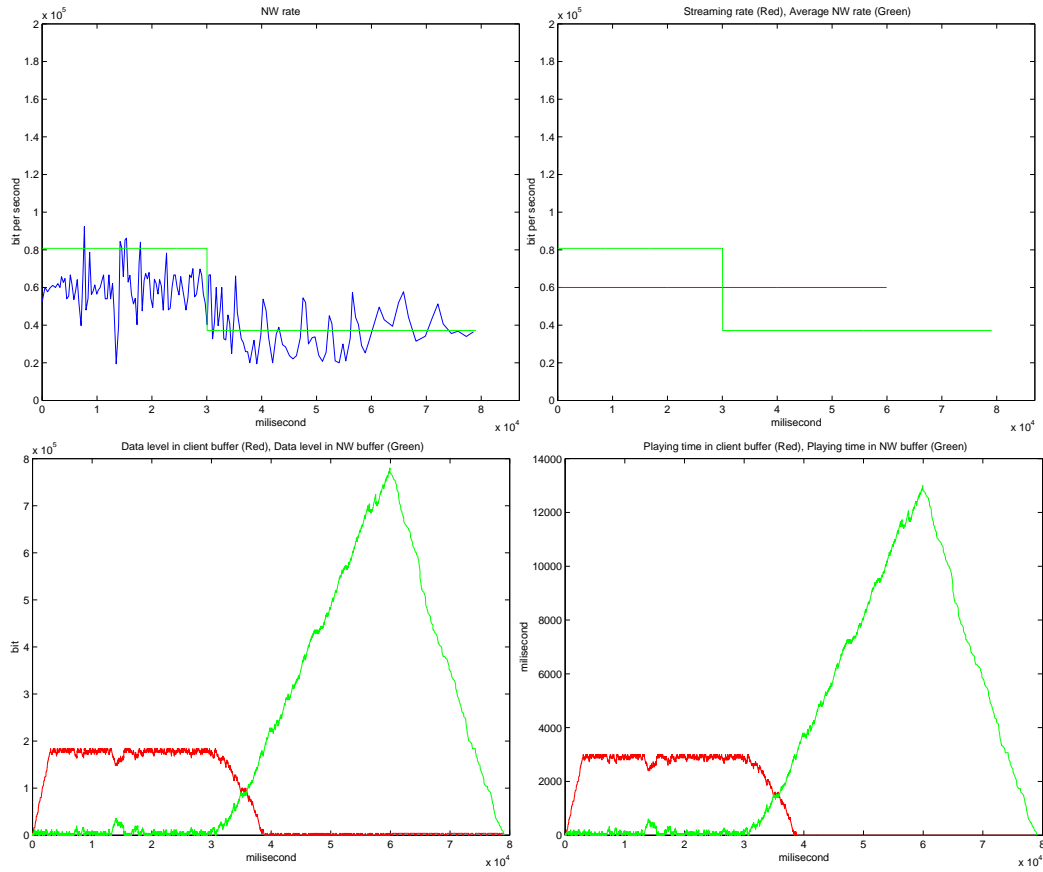 NW rate
x 10^5
2
1.8
1.6
1.4
1.2
1
0.8
0.6
0.4
0.2
0
bit per second
0 1 2 3 4 5 6 7 8
x 10^4
milisecond
Streaming rate (Red), Average NW rate (Green)
x 10^5
2
1.8
1.6
1.4
1.2
1
0.8
0.6
0.4
0.2
0
bit per second
0 1 2 3 4 5 6 7 8
x 10^4
milisecond
Data level in client buffer (Red), Data level in NW buffer (Green)
x 10^5
8
7
6
5
4
3
2
1
0
bit
0 1 2 3 4 5 6 7 8
x 10^4
milisecond
Playing time in client buffer (Red), Playing time in NW buffer (Green)
14000
12000
10000
8000
6000
4000
2000
0
milisecond
0 1 2 3 4 5 6 7 8
x 10^4
milisecond